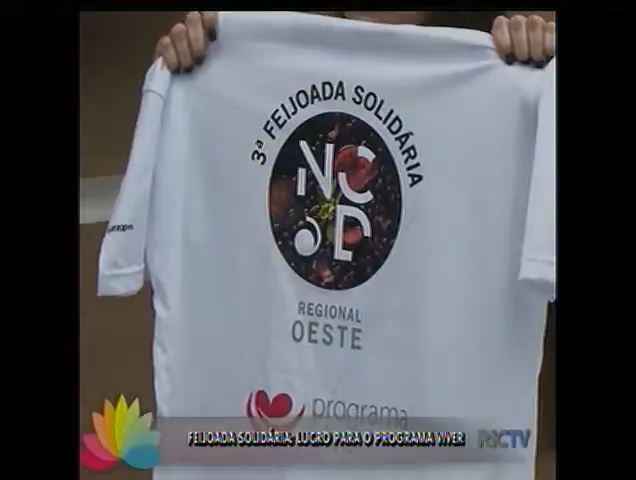 3ª FEIJOADA SOLIDÁRIA
NCD
REGIONAL
OESTE
programa
FEIJOADA SOLIDÁRIA: LUCRO PARA O PROGRAMA VIVER
RICTV